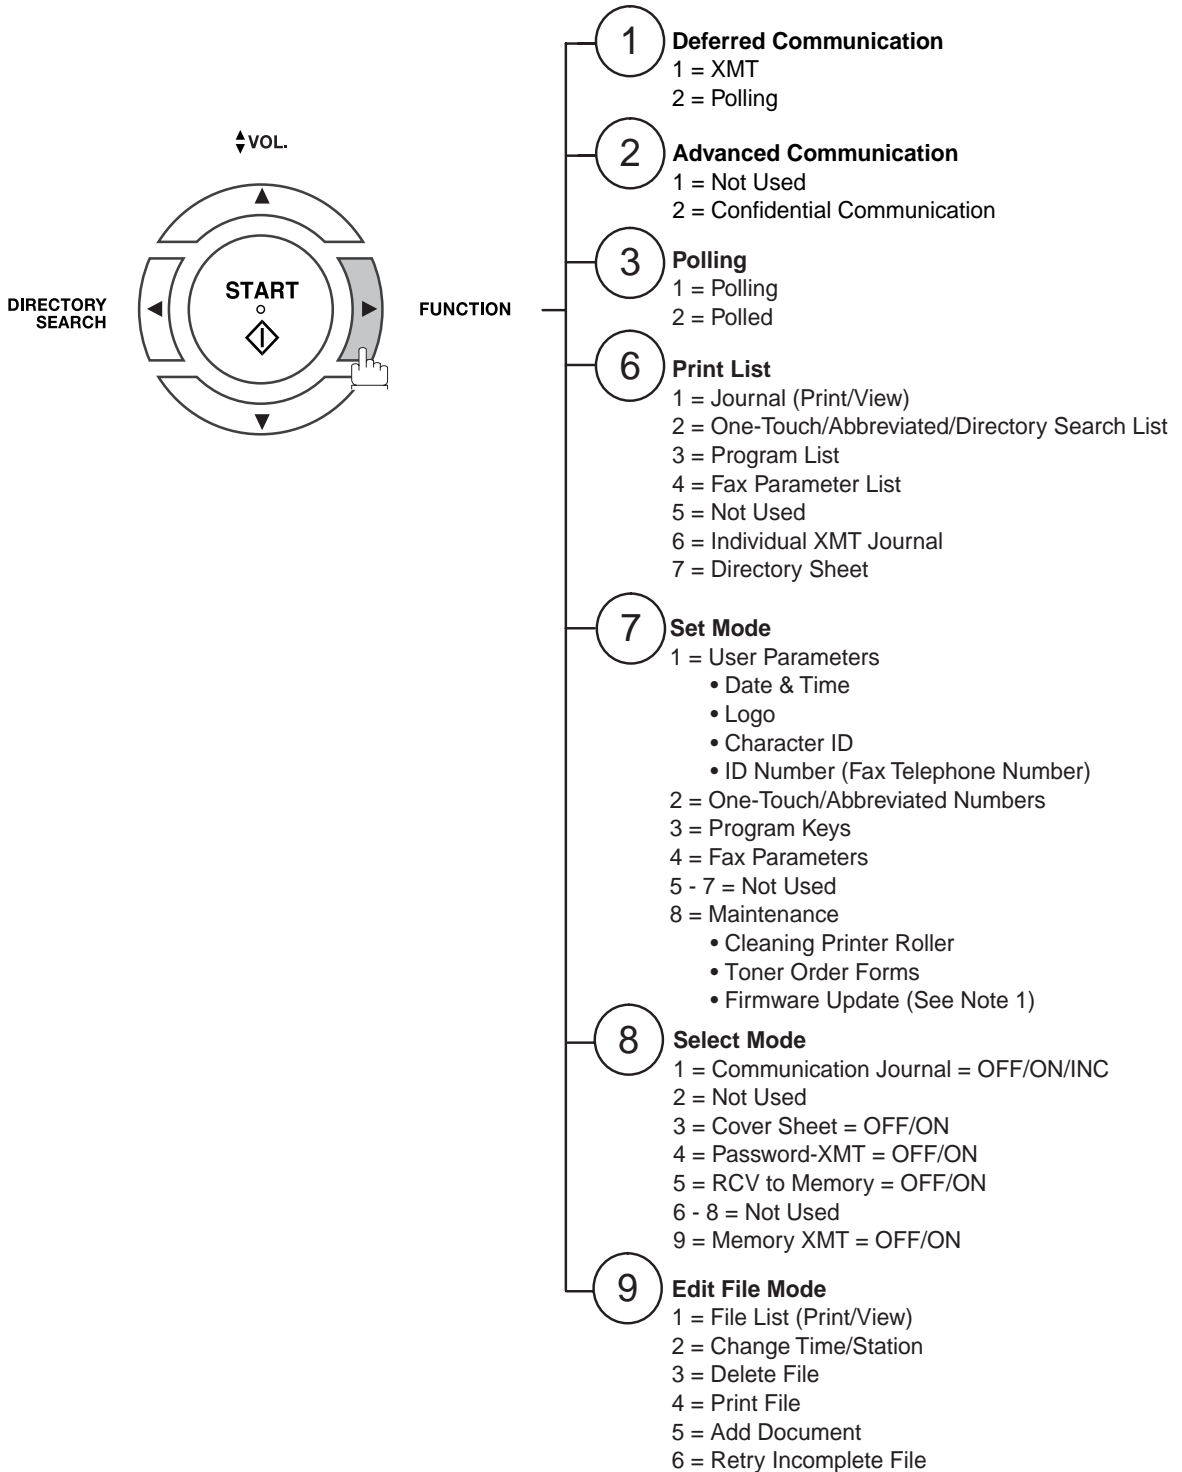 VOL.
DIRECTORY
SEARCH
START
FUNCTION
1
Deferred Communication
1 = XMT
2 = Polling
2
Advanced Communication
1 = Not Used
2 = Confidential Communication
3
Polling
1 = Polling
2 = Polled
6
Print List
1 = Journal (Print/View)
2 = One-Touch/Abbreviated/Directory Search List
3 = Program List
4 = Fax Parameter List
5 = Not Used
6 = Individual XMT Journal
7 = Directory Sheet
7
Set Mode
1 = User Parameters
• Date & Time
• Logo
• Character ID
• ID Number (Fax Telephone Number)
2 = One-Touch/Abbreviated Numbers
3 = Program Keys
4 = Fax Parameters
5 - 7 = Not Used
8 = Maintenance
• Cleaning Printer Roller
• Toner Order Forms
• Firmware Update (See Note 1)
8
Select Mode
1 = Communication Journal = OFF/ON/INC
2 = Not Used
3 = Cover Sheet = OFF/ON
4 = Password-XMT = OFF/ON
5 = RCV to Memory = OFF/ON
6 - 8 = Not Used
9 = Memory XMT = OFF/ON
9
Edit File Mode
1 = File List (Print/View)
2 = Change Time/Station
3 = Delete File
4 = Print File
5 = Add Document
6 = Retry Incomplete File